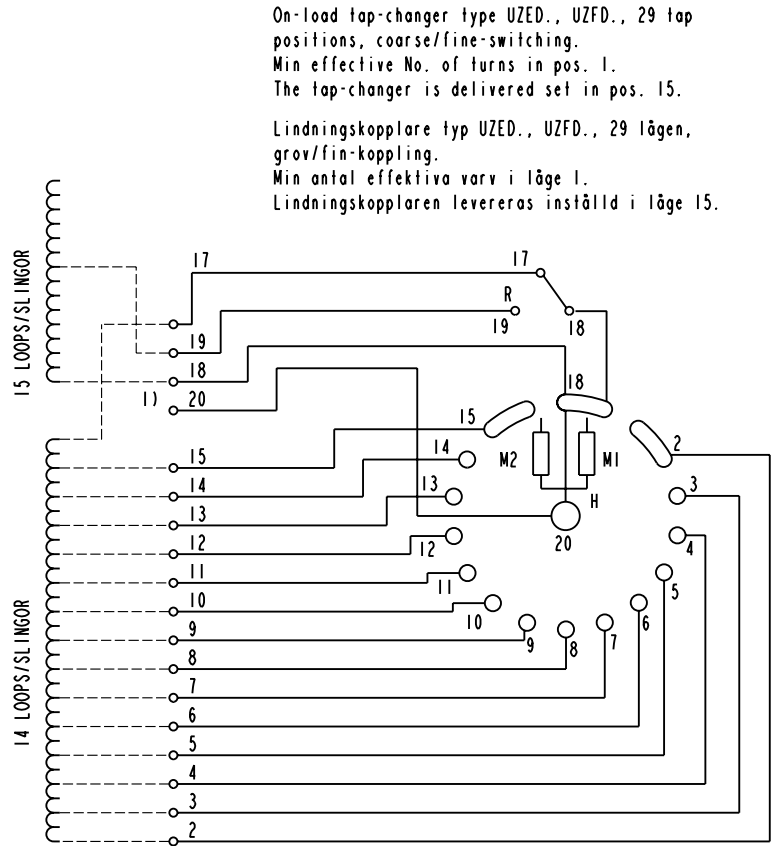 On-load tap-changer type UZED., UZFD., 29 tap
positions, coarse/fine-switching.
Min effective No. of turns in pos. 1.
The tap-changer is delivered set in pos. 15.
Lindningskopplare typ UZED., UZFD., 29 lågen,
grov/fin-koppling.
Min antal effektiva varv i låge 1.
Lindningskopplaren levereras inställd i låge 15.
15 LOOPS/SLINGOR
17
17
R
19
18
19
18
1)
20
18
15
2
15
14
M2
M1
14
13
3
H
13
12
20
4
12
11
5
11
10
10
6
9
9
8
7
8
7
6
14 LOOPS/SLINGOR
5
4
3
2